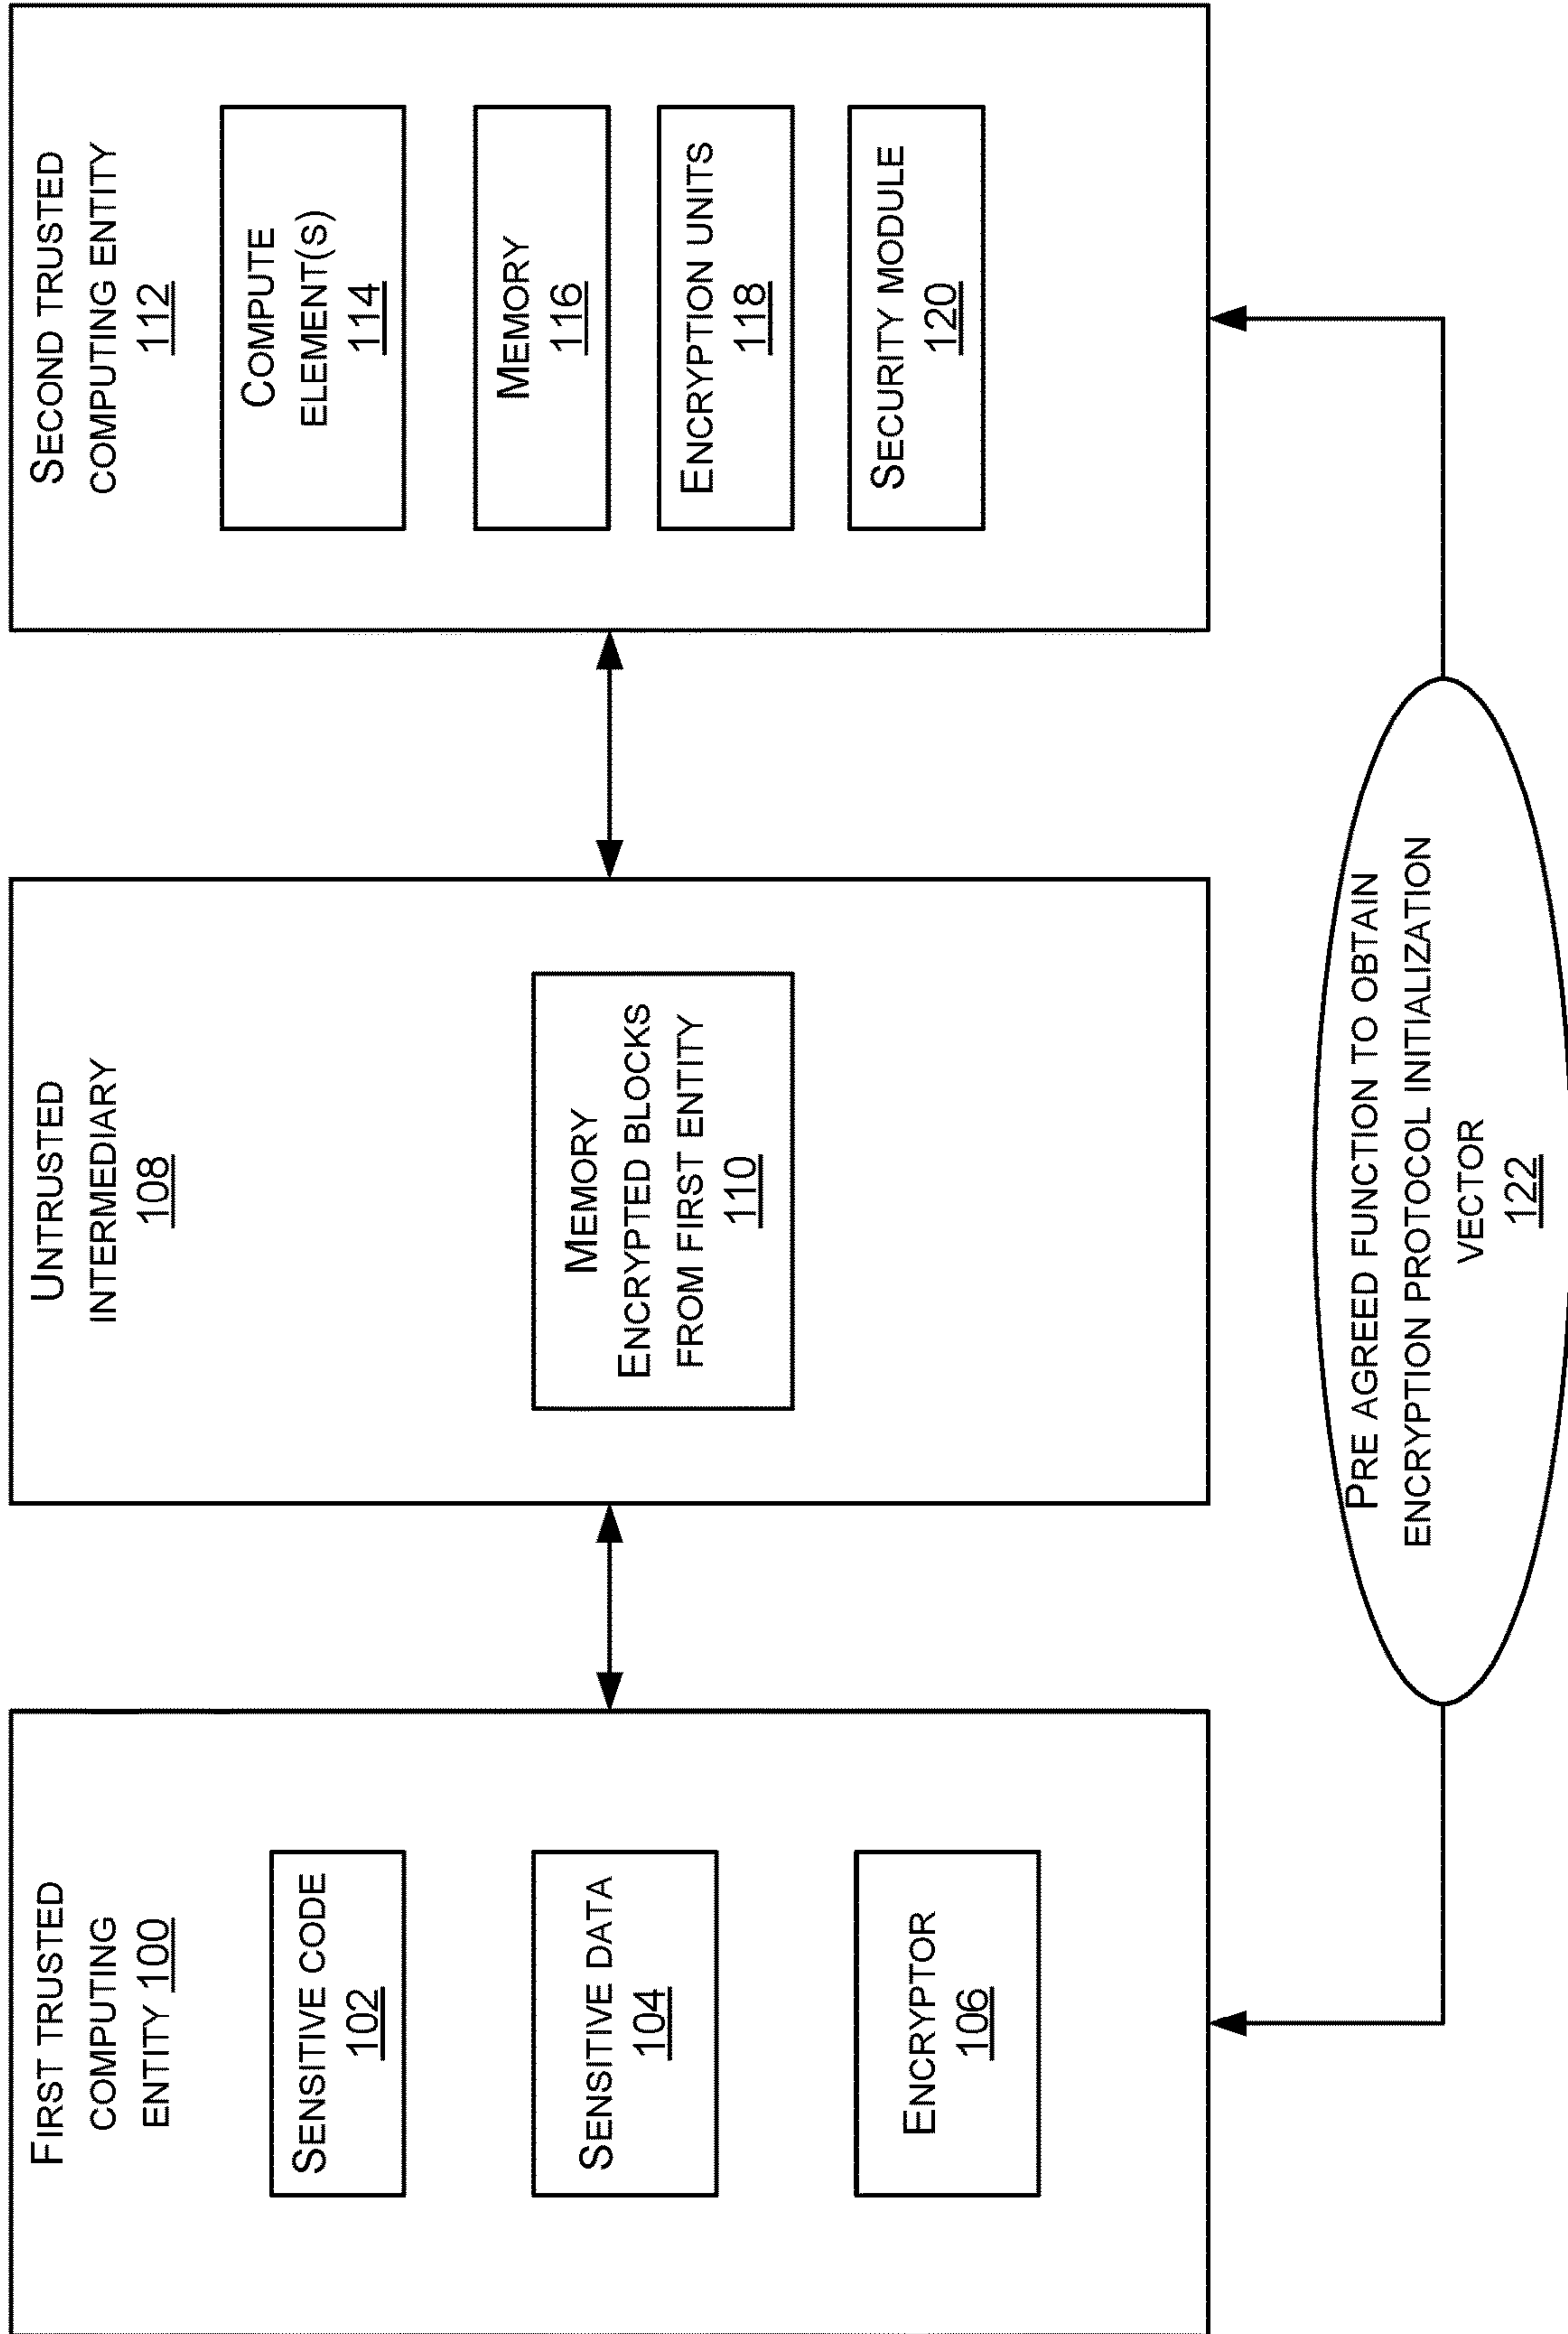 FIRST TRUSTED
COMPUTING
ENTITY 100
SENSITIVE CODE
102
SENSITIVE DATA
104
ENCRYPTOR
106
UNTRUSTED
INTERMEDIARY
108
MEMORY
ENCRYPTED BLOCKS
FROM FIRST ENTITY
110
SECOND TRUSTED
COMPUTING ENTITY
112
COMPUTE
ELEMENT(S)
114
MEMORY
116
ENCRYPTION UNITS
118
SECURITY MODULE
120
PRE AGREED FUNCTION TO OBTAIN
ENCRYPTION PROTOCOL INITIALIZATION
VECTOR
122